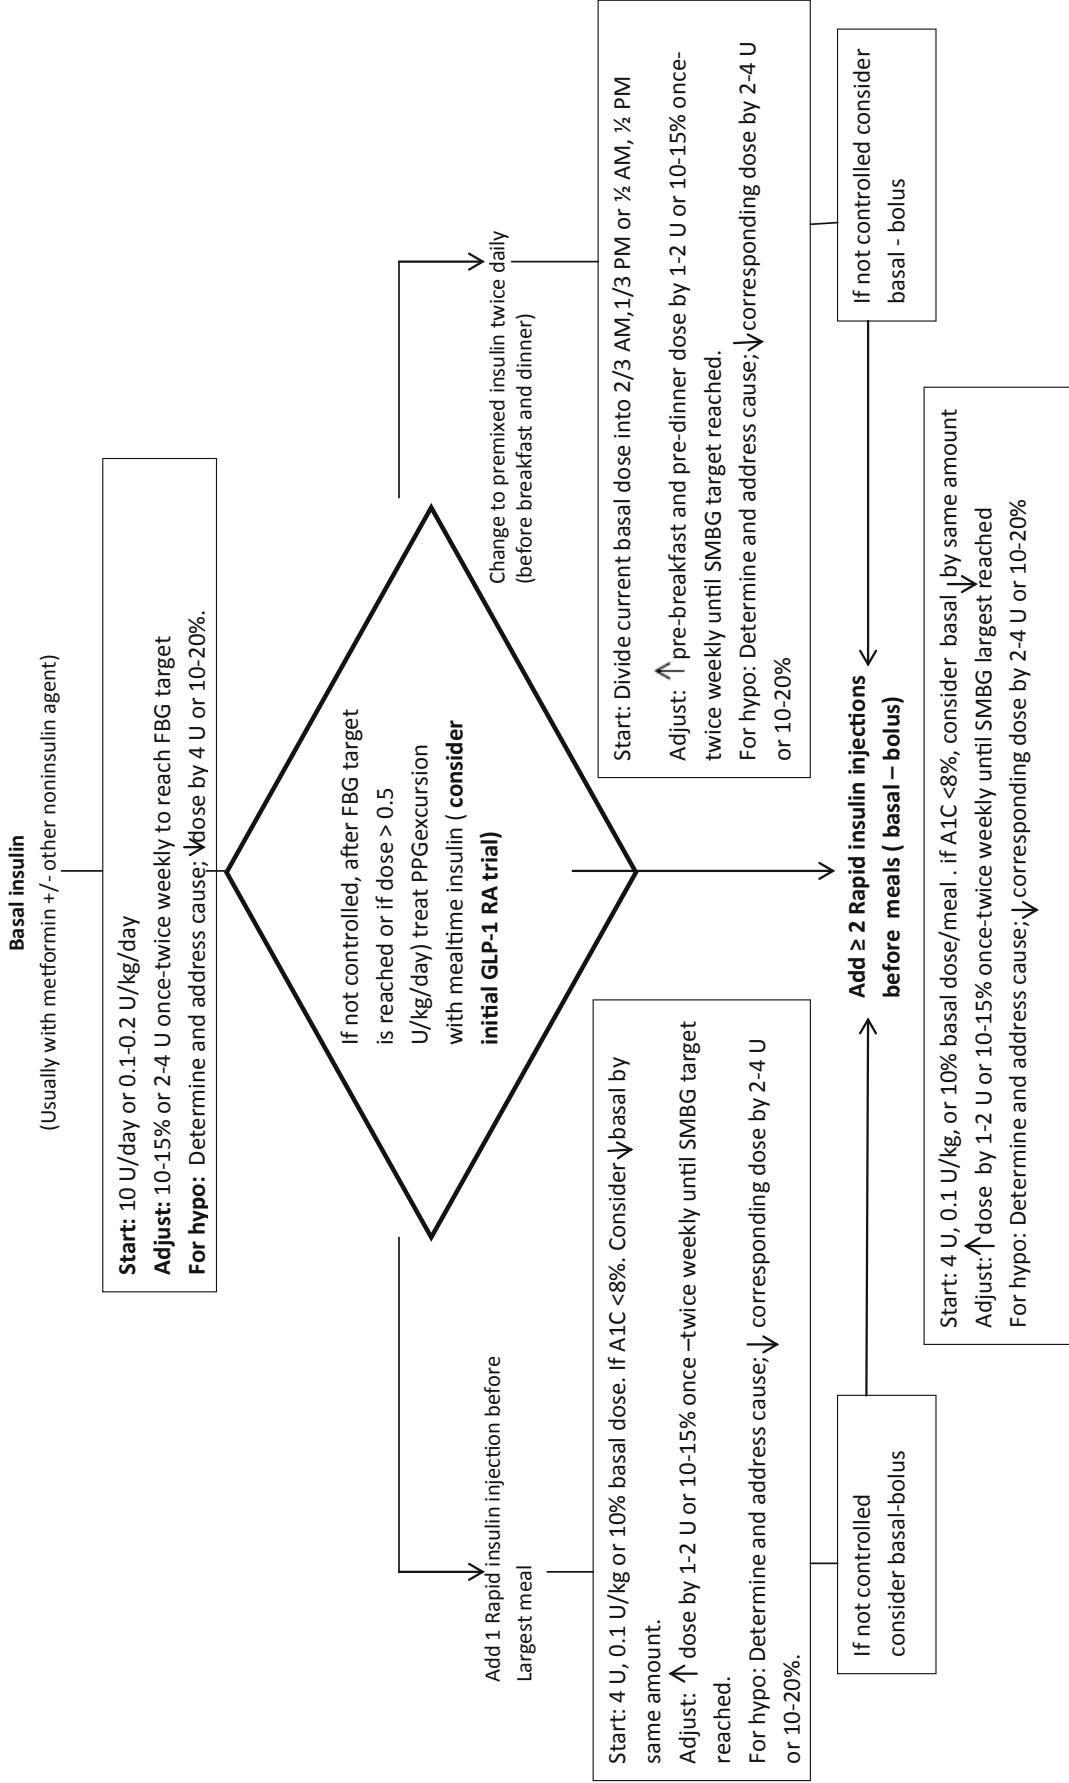 Basal insulin
(Usually with metformin +/- other noninsulin agent)
Start: 10 U/day or 0.1-0.2 U/kg/day
Adjust: 10-15% or 2-4 U once-twice weekly to reach FBG target
For hypo: Determine and address cause; ↓dose by 4 U or 10-20%.
If not controlled, after FBG target
is reached or if dose > 0.5
U/kg/day) treat PPGexcursion
with mealtime insulin ( consider
initial GLP-1 RA trial)
Add 1 Rapid insulin injection before
Largest meal
Start: 4 U, 0.1 U/kg or 10% basal dose. If A1C <8%. Consider ↓basal by
same amount.
Adjust: ↑ dose by 1-2 U or 10-15% once –twice weekly until SMBG target
reached.
For hypo: Determine and address cause; ↓ corresponding dose by 2-4 U
or 10-20%.
If not controlled
consider basal-bolus
Change to premixed insulin twice daily
(before breakfast and dinner)
Start: Divide current basal dose into 2/3 AM,1/3 PM or ½ AM, ½ PM
Adjust: ↑ pre-breakfast and pre-dinner dose by 1-2 U or 10-15% once-
twice weekly until SMBG target reached.
For hypo: Determine and address cause;↓corresponding dose by 2-4 U
or 10-20%
If not controlled consider
basal - bolus
Add ≥ 2 Rapid insulin injections
before meals ( basal – bolus)
Start: 4 U, 0.1 U/kg, or 10% basal dose/meal . if A1C <8%, consider basal ↓ by same amount
Adjust:↑dose by 1-2 U or 10-15% once-twice weekly until SMBG largest reached
For hypo: Determine and address cause;↓ corresponding dose by 2-4 U or 10-20%